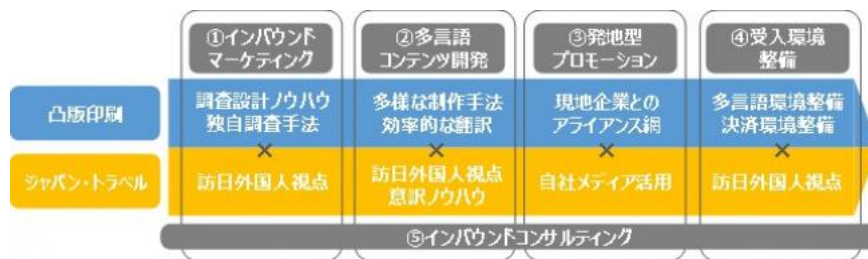 ①インバウンド
マーケティング
②多言語
コンテンツ開発
③発地型
プロモーション
④受入環境
整備
凸版印刷
調査設計ノウハウ
独自調査手法
多様な制作手法
効率的な翻訳
現地企業との
アライアンス網
多言語環境整備
決済環境整備
×
×
×
×
ジャパン・トラベル
訪日外国人視点
訪日外国人視点
意訳ノウハウ
自社メディア活用
訪日外国人視点
⑤インバウンドコンサルティング